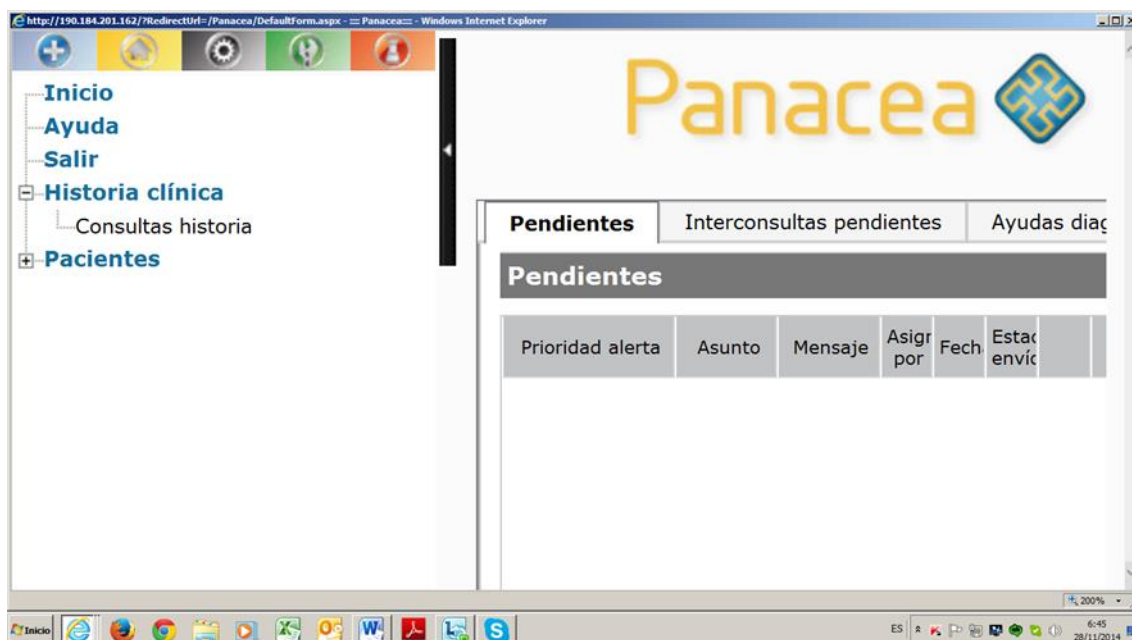 http://190.184.201.162/?RedirectUrl=/Panacea/DefaultForm.aspx - ::: Panacea::: - Windows Internet Explorer
Inicio
Ayuda
Salir
Historia clínica
Consultas historia
Pacientes
Panacea
Pendientes
Interconsultas pendientes
Ayudas diag
Pendientes
Prioridad alerta
Asunto
Mensaje
Asigr
por
Fech
Estac
envíc
200%
Inicio
ES
6:45
28/11/2014